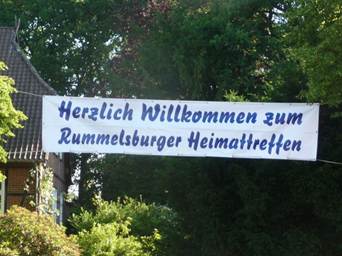 Herzlich Willkommen zum
Rummelsburger Heimattreffen